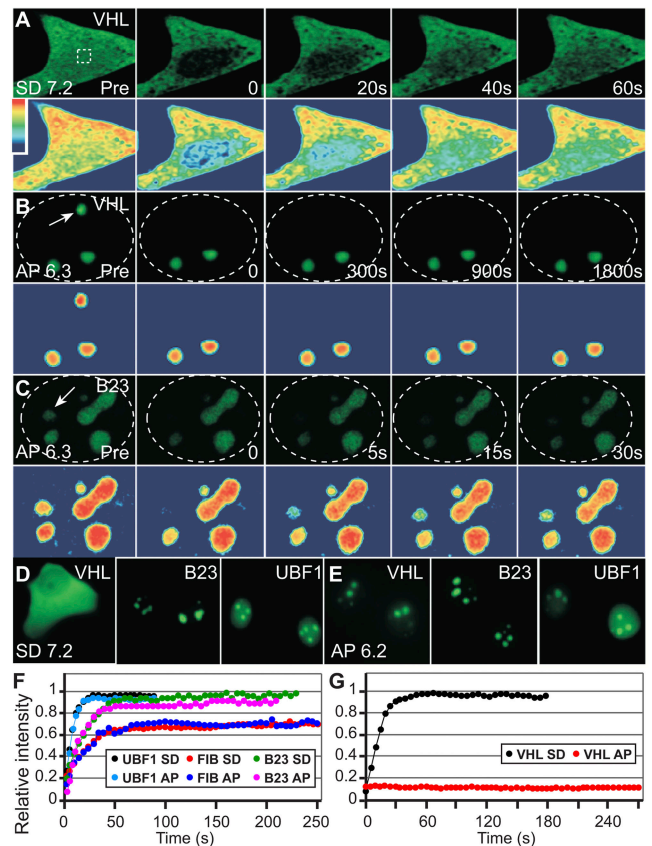 A VHL
SD 7.2 Pre 0 20s 40s 60s
B VHL
AP 6.3 Pre 0 300s 900s 1800s
C B23
AP 6.3 Pre 0 5s 15s 30s
D VHL B23 UBF1 E VHL B23 UBF1
SD 7.2 AP 6.2
F G
Relative intensity
1 1
0.8 0.8
0.6 0.6
0.4 0.4
0.2 0.2
0 0
UBF1 SD FIB SD B23 SD
UBF1 AP FIB AP B23 AP
VHL SD VHL AP
0 50 100 150 200 250 0 60 120 180 240
Time (s) Time (s)